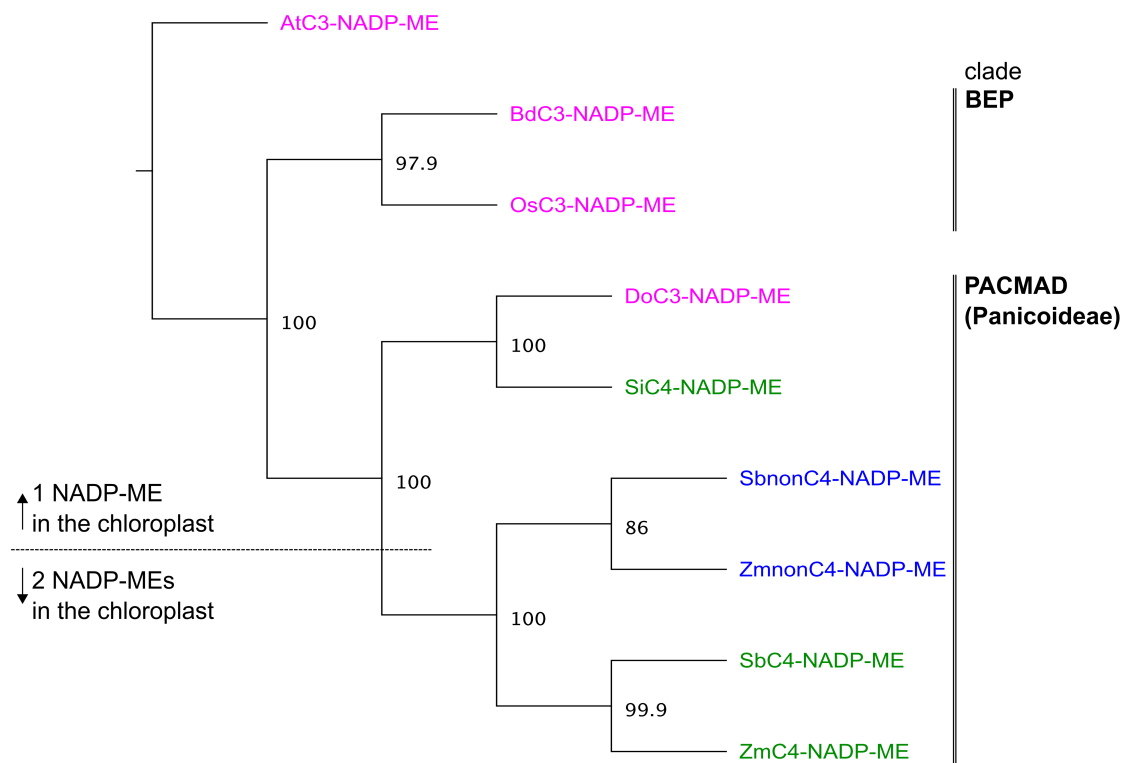 AtC3-NADP-ME
clade
BEP
BdC3-NADP-ME
97.9
OsC3-NADP-ME
PACMAD
(Panicoideae)
DoC3-NADP-ME
100
100
SiC4-NADP-ME
100
SbnonC4-NADP-ME
1 NADP-ME
in the chloroplast
86
2 NADP-MEs
in the chloroplast
ZmnonC4-NADP-ME
100
SbC4-NADP-ME
99.9
ZmC4-NADP-ME